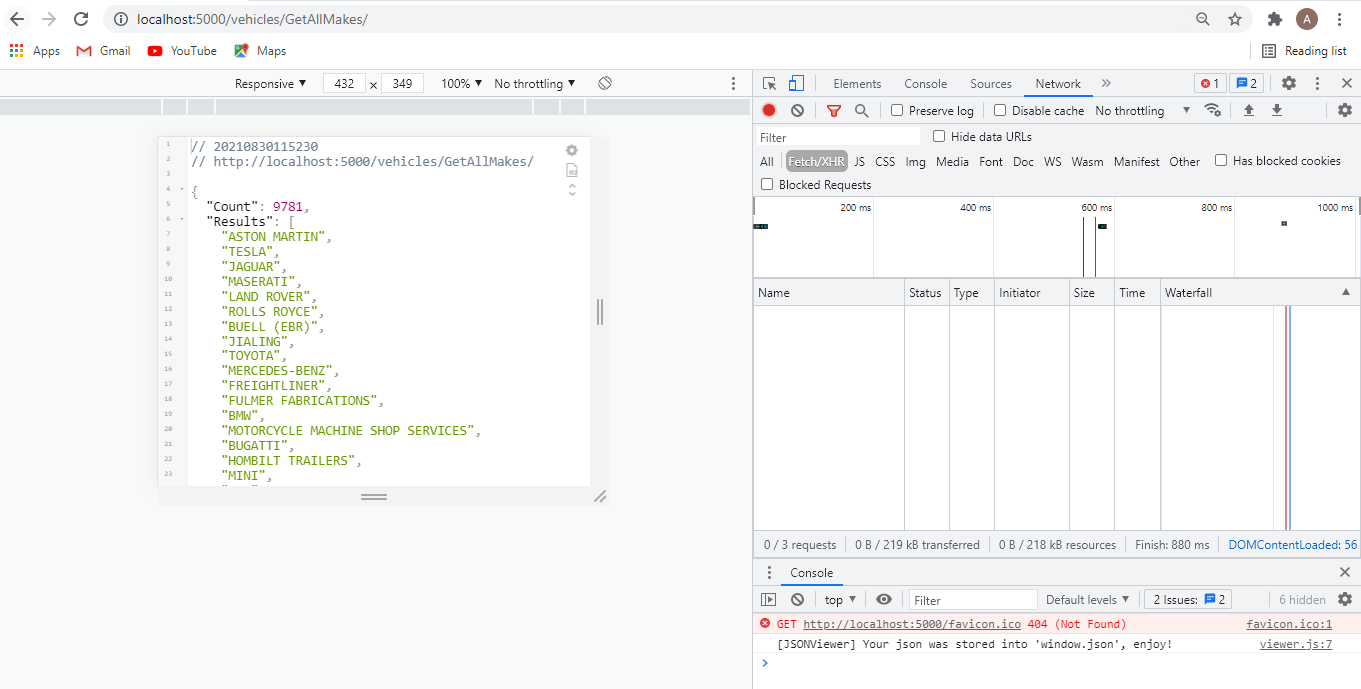 localhost:5000/vehicles/GetAllMakes/
A
Apps Gmail YouTube Maps Reading list
Responsive 432 x 349 100% No throttling
Elements Console Sources Network » 1 2
Preserve log Disable cache No throttling
Filter Hide data URLs
All Fetch/XHR JS CSS Img Media Font Doc WS Wasm Manifest Other Has blocked cookies
Blocked Requests
200 ms 400 ms 600 ms 800 ms 1000 ms
Name Status Type Initiator Size Time Waterfall
1 // 20210830115230
2 // http://localhost:5000/vehicles/GetAllMakes/
3
4 {
5 "Count": 9781,
6 "Results": [
7 "ASTON MARTIN",
8 "TESLA",
9 "JAGUAR",
10 "MASERATI",
11 "LAND ROVER",
12 "ROLLS ROYCE",
13 "BUELL (EBR)",
14 "JIALING",
15 "TOYOTA",
16 "MERCEDES-BENZ",
17 "FREIGHTLINER",
18 "FULMER FABRICATIONS",
19 "BMW",
20 "MOTORCYCLE MACHINE SHOP SERVICES",
21 "BUGATTI",
22 "HOMBILT TRAILERS",
23 "MINI",
0 / 3 requests 0 B / 219 kB transferred 0 B / 218 kB resources Finish: 880 ms DOMContentLoaded: 56
Console
top Filter Default levels 2 Issues: 2 6 hidden
GET http://localhost:5000/favicon.ico 404 (Not Found) favicon.ico:1
[JSONViewer] Your json was stored into 'window.json', enjoy! viewer.js:7